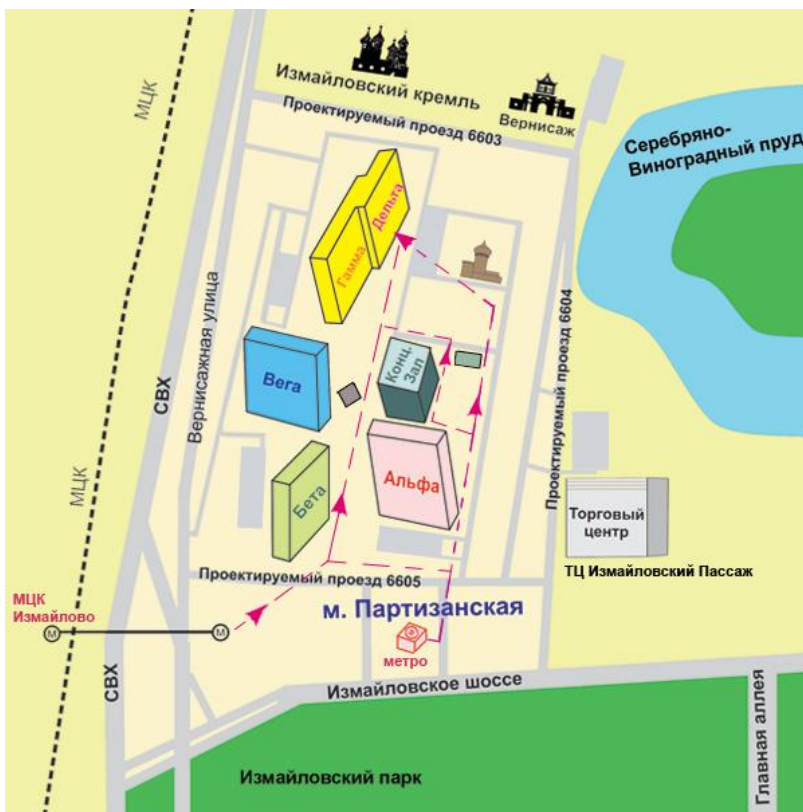 МЦК
Измайловский кремль
Вернисаж
Проектируемый проезд 6603
Серебряно-
Виноградный пруд
Дельта
Гамма
Вернисажная улица
Проектируемый проезд 6604
СВХ
Вега
Конц.
Зал
МЦК
Бета
Альфа
Торговый
центр
ТЦ Измайловский Пассаж
Проектируемый проезд 6605
МЦК
Измайлово
м. Партизанская
М
М
метро
СВХ
Измайловское шоссе
Главная аллея
Измайловский парк